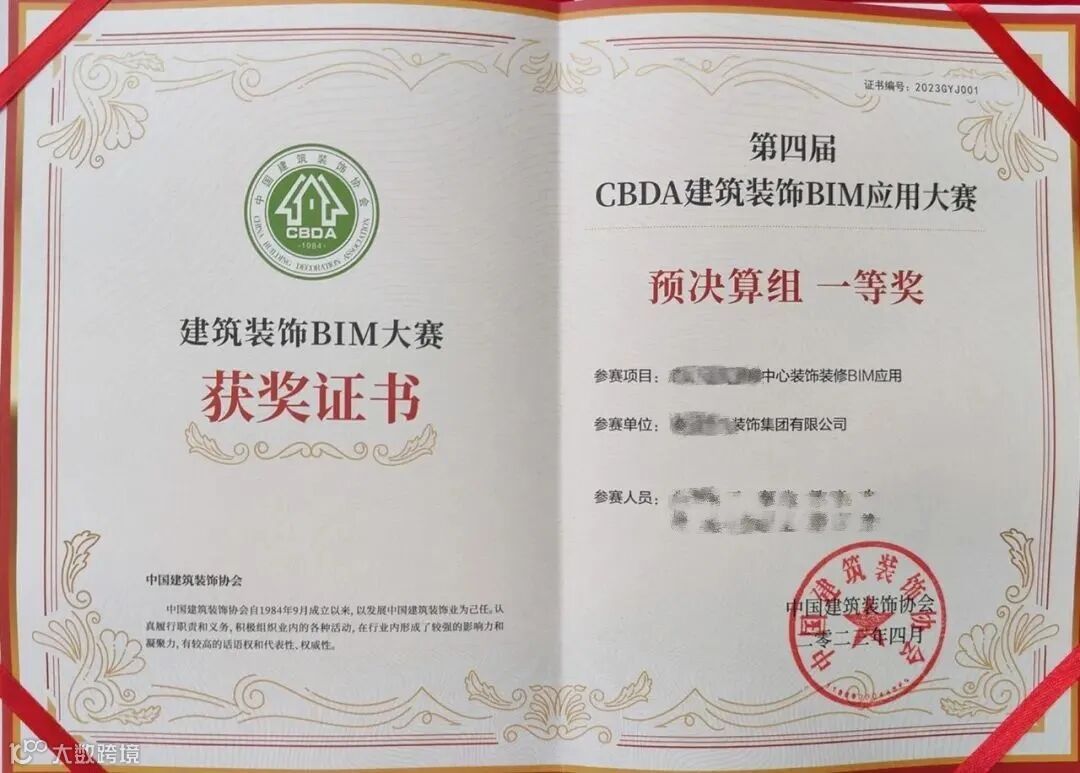 中国建筑装饰协会
CBDA
·1984·
CHINA BUILDING DECORATION ASSOCIATION
建筑装饰BIM大赛
获奖证书
中国建筑装饰协会
中国建筑装饰协会自1984年9月成立以来，以发展中国建筑装饰业为己任。认
真履行职责和义务，积极组织业内的各种活动，在行业内形成了较强的影响力和
凝聚力，有较高的话语权和代表性、权威性。
证书编号：2023GYJ001
第四届
CBDA建筑装饰BIM应用大赛
预决算组 一等奖
参赛项目：中心装饰装修BIM应用
参赛单位：装饰集团有限公司
参赛人员：
中国建筑装饰协会
二零二三年四月
中国建筑装饰协会
大数跨境